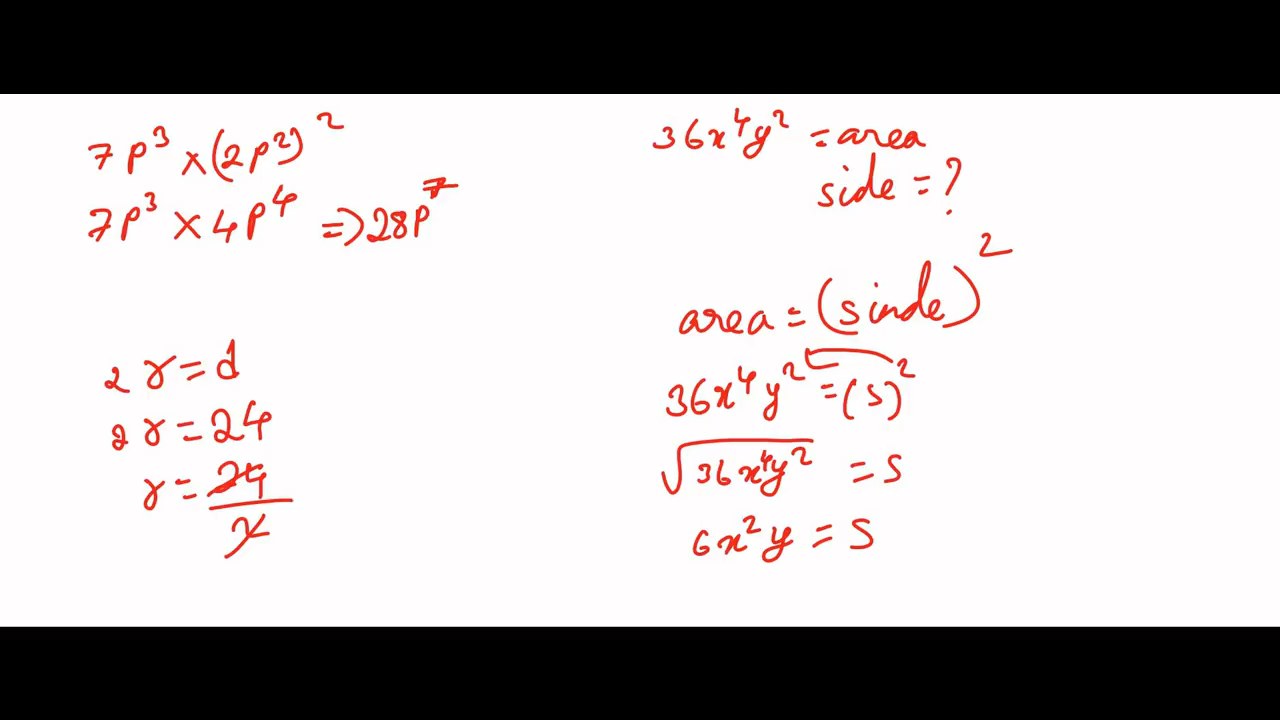 7p³ × (2p²)²
7p³ × 4p⁴ => 28p⁷
2r = d
2r = 24
r = 24/2
36x⁴y² = area
side = ?
area = (sinde)²
36x⁴y² = (s)²
√36x⁴y² = s
6x²y = s